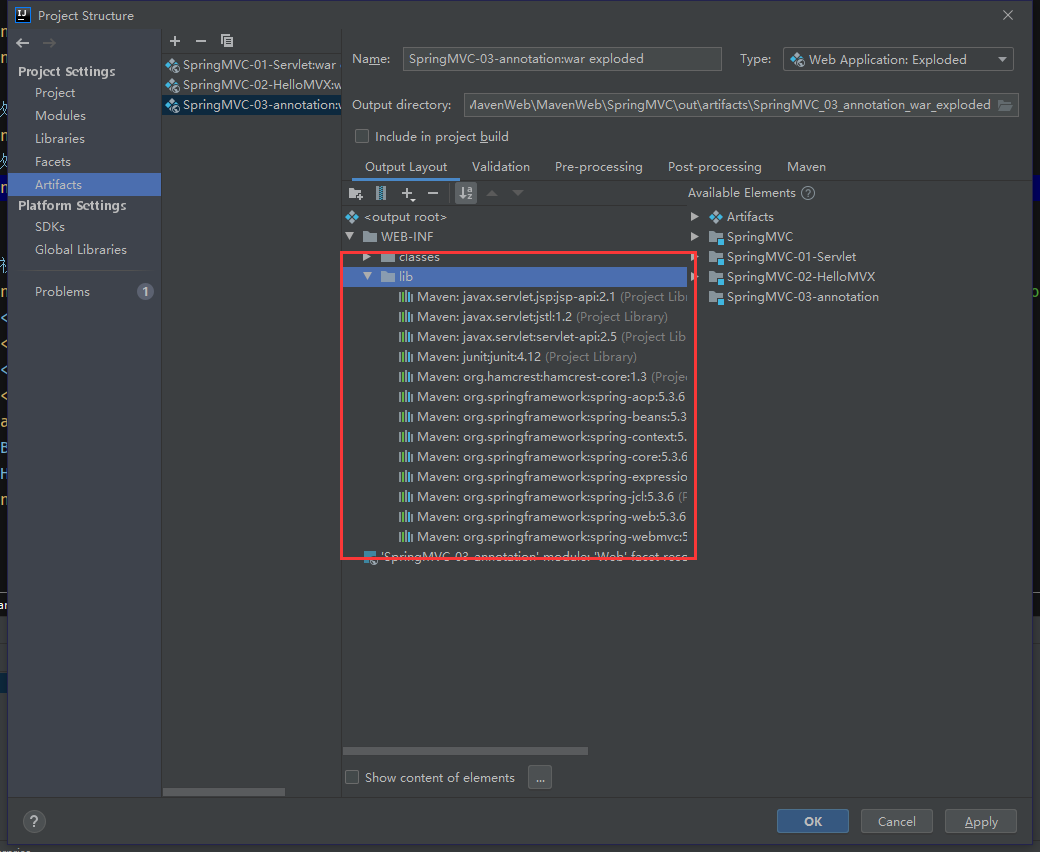 Project Structure
Project Settings
Project
Modules
Libraries
Facets
Artifacts
Platform Settings
SDKs
Global Libraries
Problems 1
SpringMVC-01-Servlet:war
SpringMVC-02-HelloMVX:w
SpringMVC-03-annotation:w
Name: SpringMVC-03-annotation:war exploded
Type: Web Application: Exploded
Output directory: MavenWeb\MavenWeb\SpringMVC\out\artifacts\SpringMVC_03_annotation_war_exploded
Include in project build
Output Layout Validation Pre-processing Post-processing Maven
Available Elements ?
<output root>
WEB-INF
classes
lib
Maven: javax.servlet.jsp:jsp-api:2.1 (Project Libr
Maven: javax.servlet:jstl:1.2 (Project Library)
Maven: javax.servlet:servlet-api:2.5 (Project Lib
Maven: junit:junit:4.12 (Project Library)
Maven: org.hamcrest:hamcrest-core:1.3 (Projec
Maven: org.springframework:spring-aop:5.3.6
Maven: org.springframework:spring-beans:5.3
Maven: org.springframework:spring-context:5.
Maven: org.springframework:spring-core:5.3.6
Maven: org.springframework:spring-expressio
Maven: org.springframework:spring-jcl:5.3.6 (P
Maven: org.springframework:spring-web:5.3.6
Maven: org.springframework:spring-webmvc:5
'SpringMVC-03-annotation' module: 'Web' facet reso
Artifacts
SpringMVC
SpringMVC-01-Servlet
SpringMVC-02-HelloMVX
SpringMVC-03-annotation
Show content of elements ...
?
OK Cancel Apply